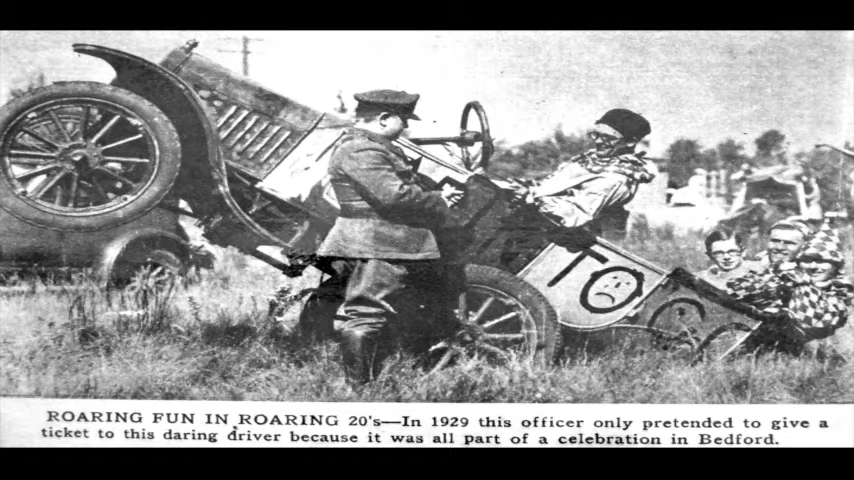 TO
ROARING FUN IN ROARING 20's—In 1929 this officer only pretended to give a
ticket to this daring driver because it was all part of a celebration in Bedford.